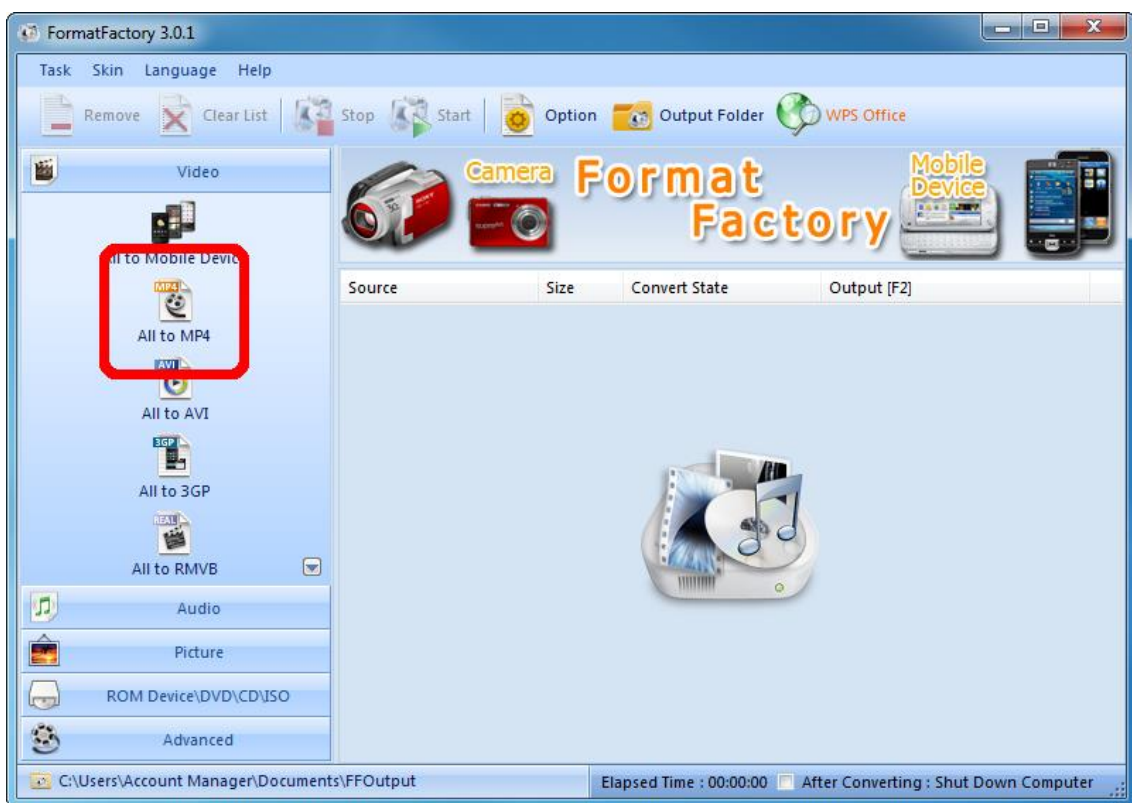 FormatFactory 3.0.1
Task Skin Language Help
Remove Clear List Stop Start Option Output Folder WPS Office
Video
Camera Format Factory Mobile Device
All to Mobile Devic
Source Size Convert State Output [F2]
MP4
All to MP4
AVI
All to AVI
3GP
All to 3GP
REAL
All to RMVB
Audio
Picture
ROM Device\DVD\CD\ISO
Advanced
C:\Users\Account Manager\Documents\FFOutput Elapsed Time : 00:00:00 After Converting : Shut Down Computer